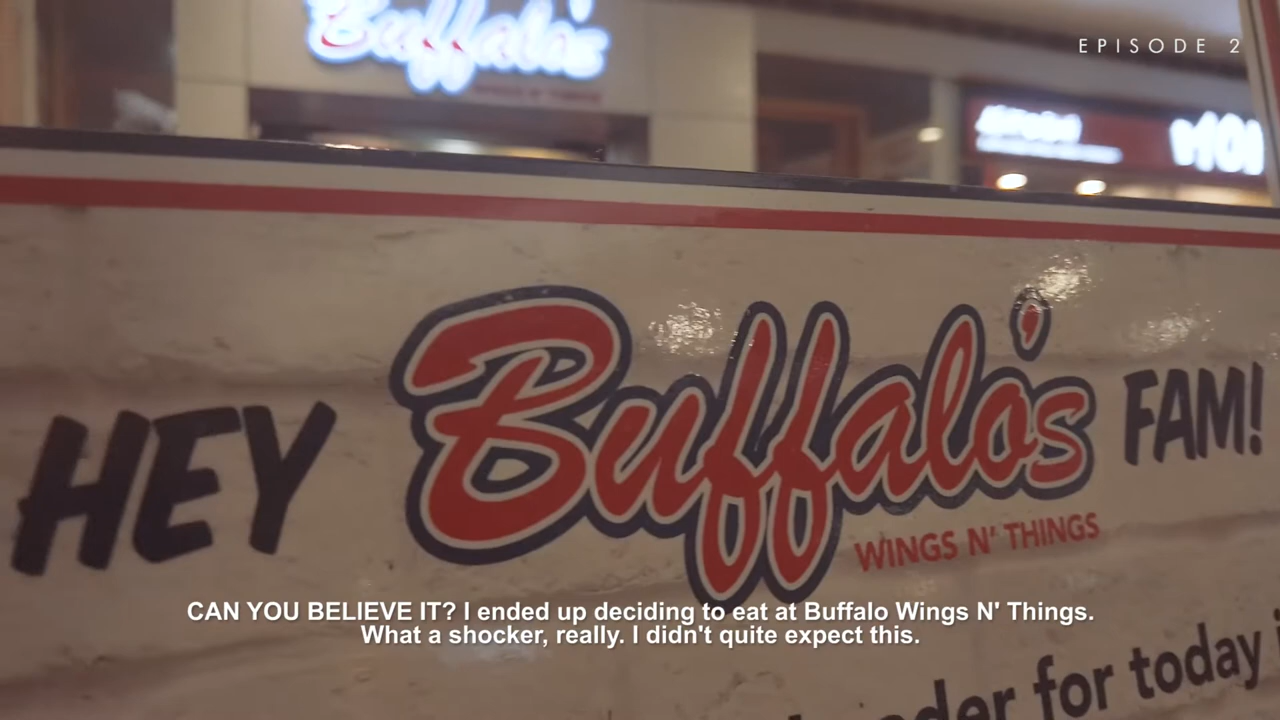 Buffalo's
EPISODE 2
HEY Buffalo's FAM!
WINGS N' THINGS
CAN YOU BELIEVE IT? I ended up deciding to eat at Buffalo Wings N' Things.
What a shocker, really. I didn't quite expect this.
for today